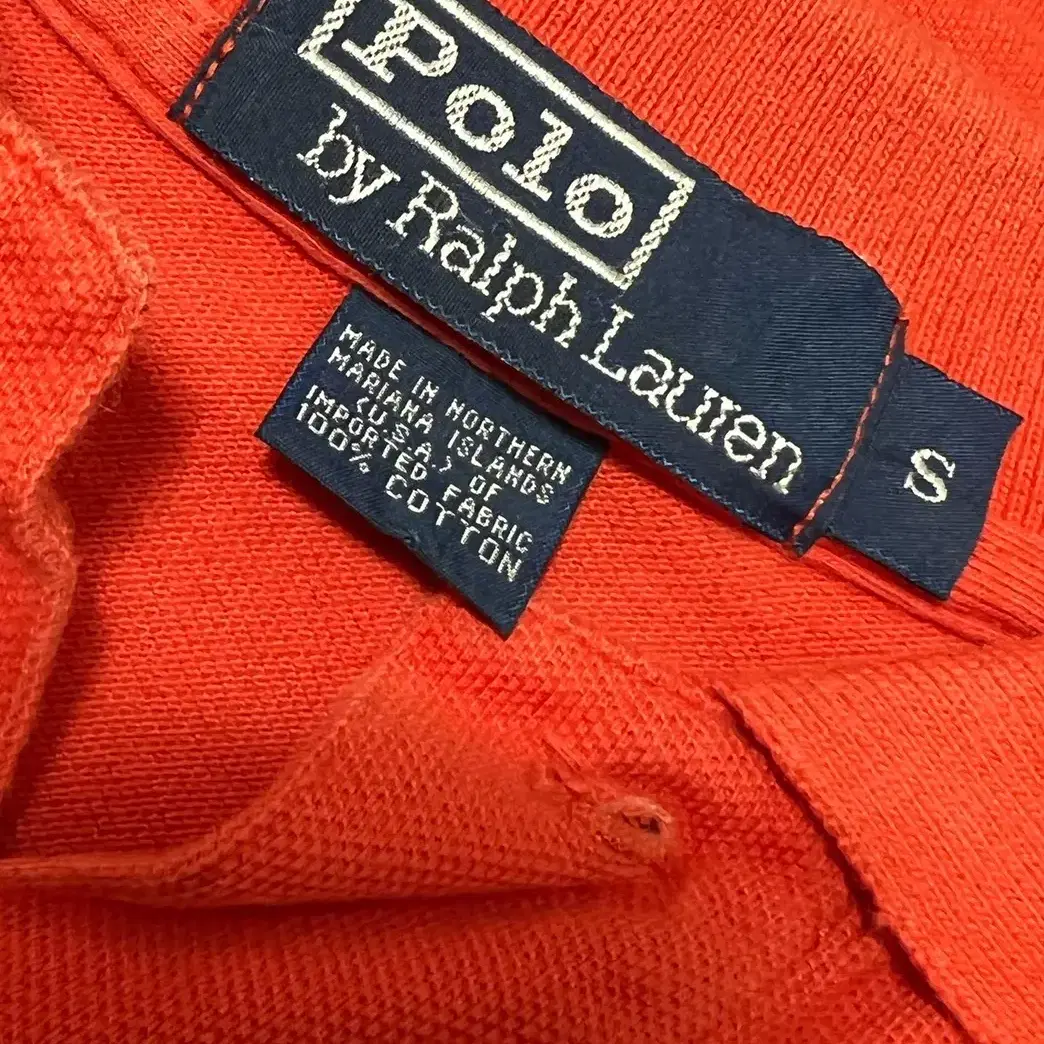 Polo
by Ralph Lauren
S
MADE IN NORTHERN
MARIANA ISLANDS
(U.S.A.) OF
IMPORTED FABRIC
100% COTTON